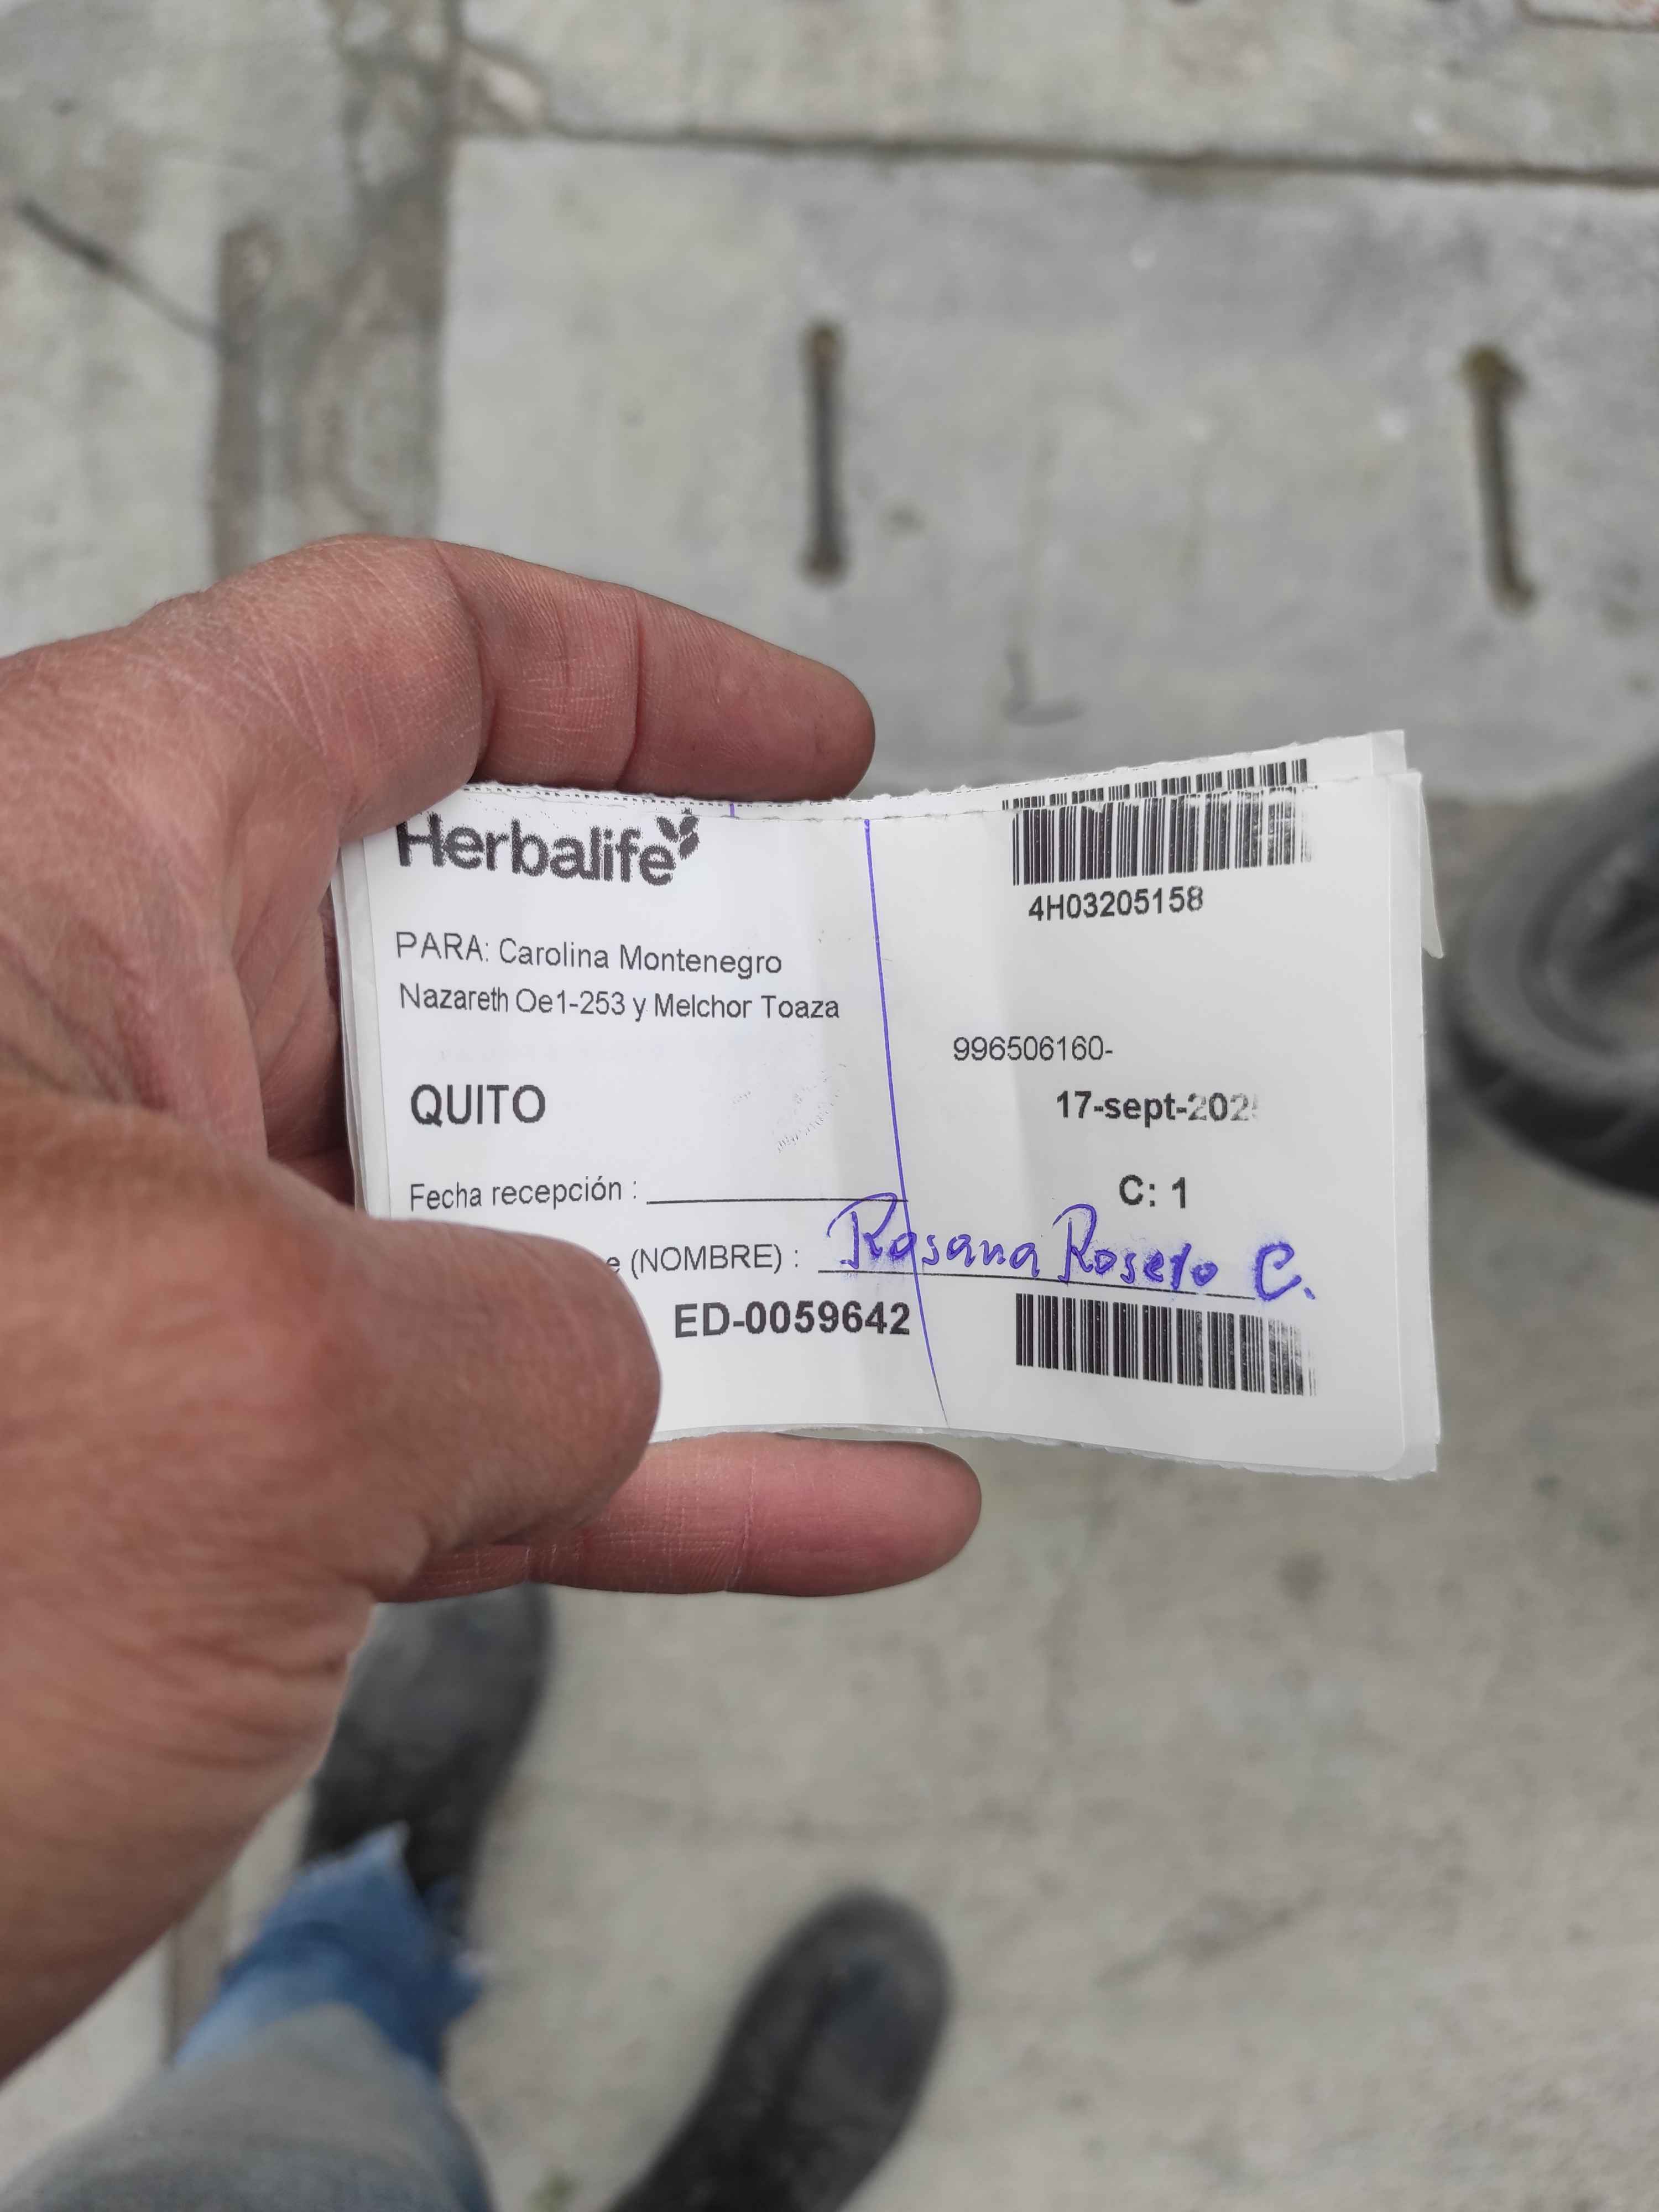 Herbalife
4H03205158
PARA: Carolina Montenegro
Nazareth Oe1-253 y Melchor Toaza
996506160-
QUITO
17-sept-202
Fecha recepción :
C: 1
(NOMBRE) : Rosana Rosero C.
ED-0059642